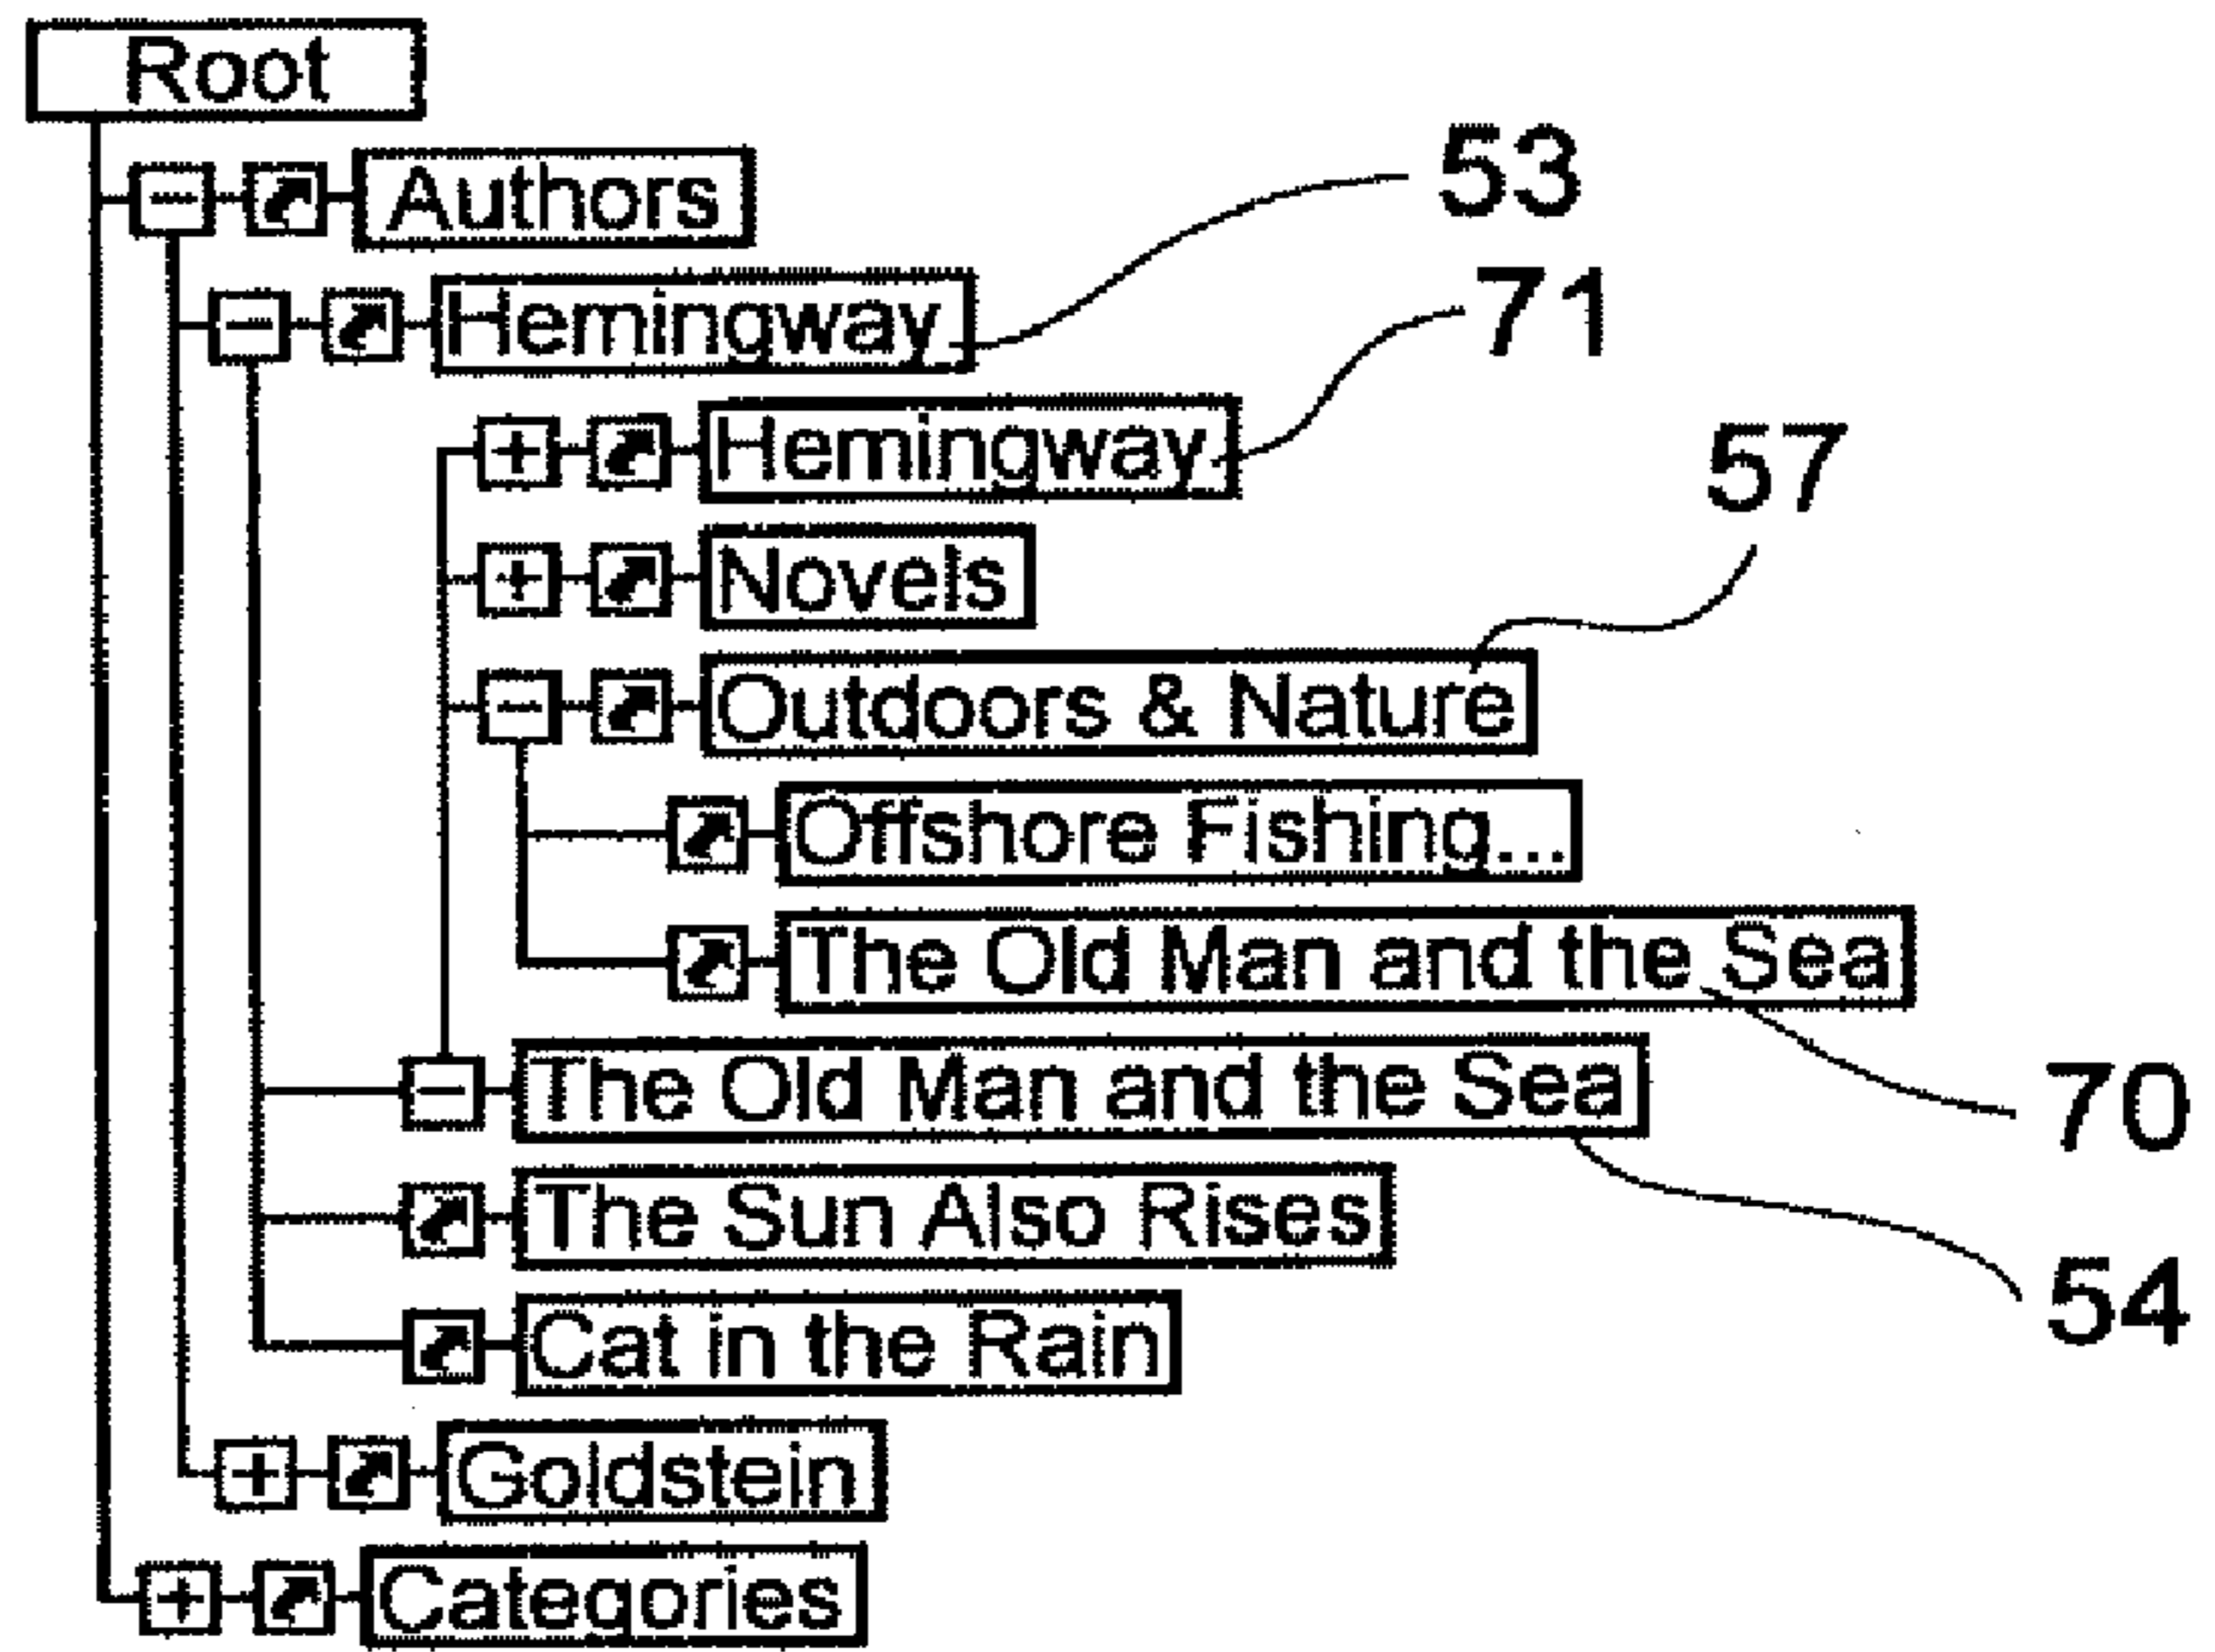 Root
Authors
53
Hemingway
71
Hemingway
57
Novels
Outdoors & Nature
Offshore Fishing...
The Old Man and the Sea
70
The Old Man and the Sea
54
The Sun Also Rises
Cat in the Rain
Goldstein
Categories